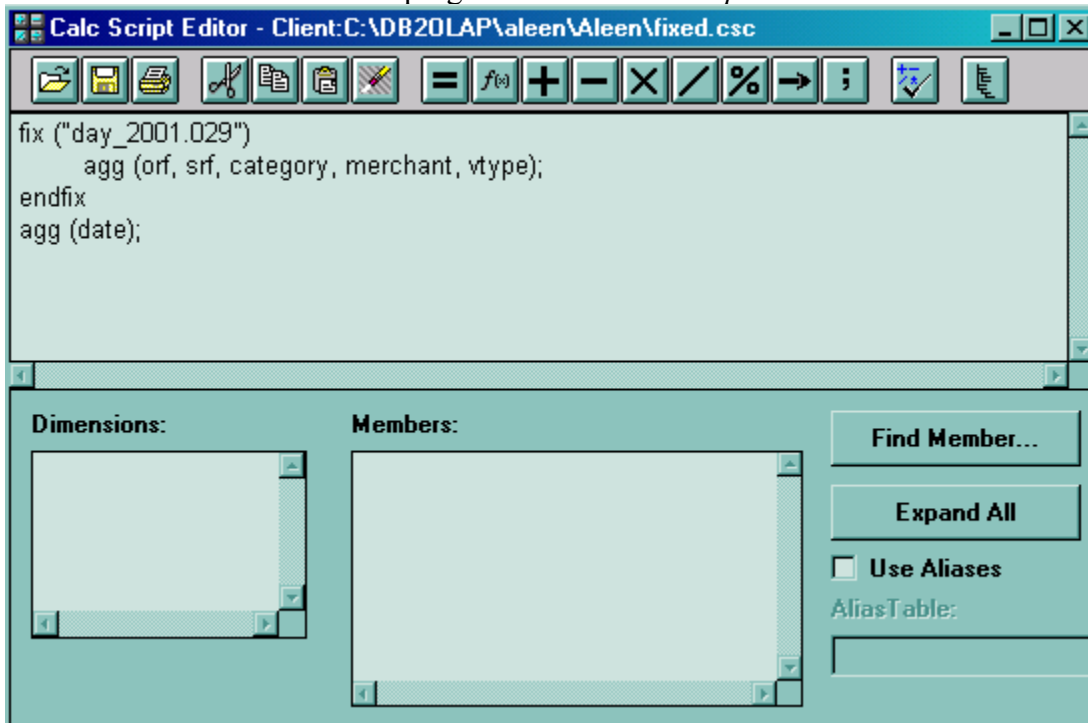 Calc Script Editor - Client:C:\DB2OLAP\aleen\Aleen\fixed.csc
= f(x) + − × / % → ;
fix ("day_2001.029")
agg (orf, srf, category, merchant, vtype);
endfix
agg (date);
Dimensions:
Members:
Find Member...
Expand All
Use Aliases
AliasTable: